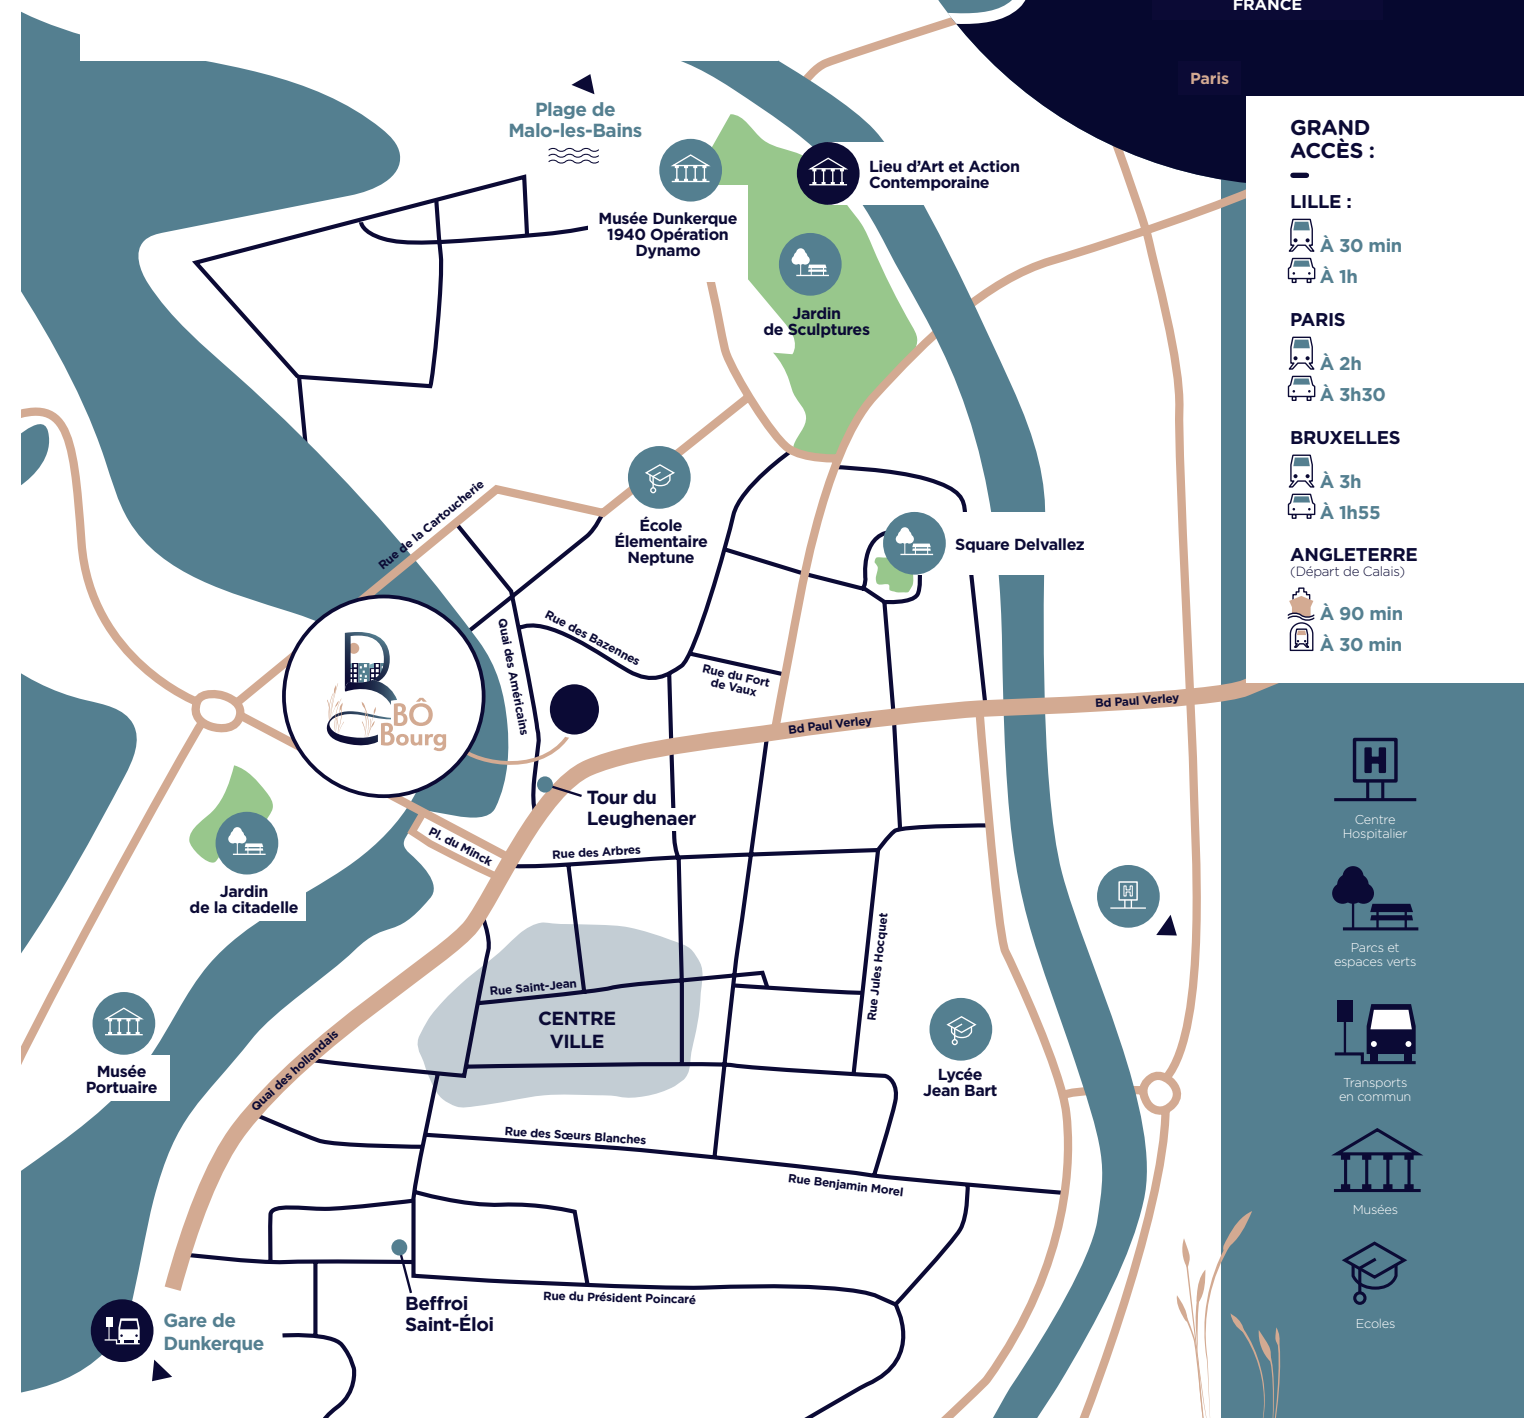 FRANCE
Paris
GRAND
ACCÈS :
LILLE :
À 30 min
À 1h
PARIS
À 2h
À 3h30
BRUXELLES
À 3h
À 1h55
ANGLETERRE
(Départ de Calais)
À 90 min
À 30 min
Plage de
Malo-les-Bains
Musée Dunkerque
1940 Opération
Dynamo
Lieu d'Art et Action
Contemporaine
Jardin
de Sculptures
École
Élementaire
Neptune
Square Delvallez
Rue de la Cartoucherie
Quai des Américains
Rue des Bazennes
Rue du Fort
de Vaux
Bd Paul Verley
Bd Paul Verley
BÔ
Bourg
Tour du
Leughenaer
Pl. du Minck
Rue des Arbres
Jardin
de la citadelle
Rue Jules Hocquet
Rue Saint-Jean
CENTRE
VILLE
Musée
Portuaire
Quai des hollandais
Lycée
Jean Bart
Rue des Sœurs Blanches
Rue Benjamin Morel
Rue du Président Poincaré
Beffroi
Saint-Éloi
Gare de
Dunkerque
H
H
Centre
Hospitalier
Parcs et
espaces verts
Transports
en commun
Musées
Ecoles